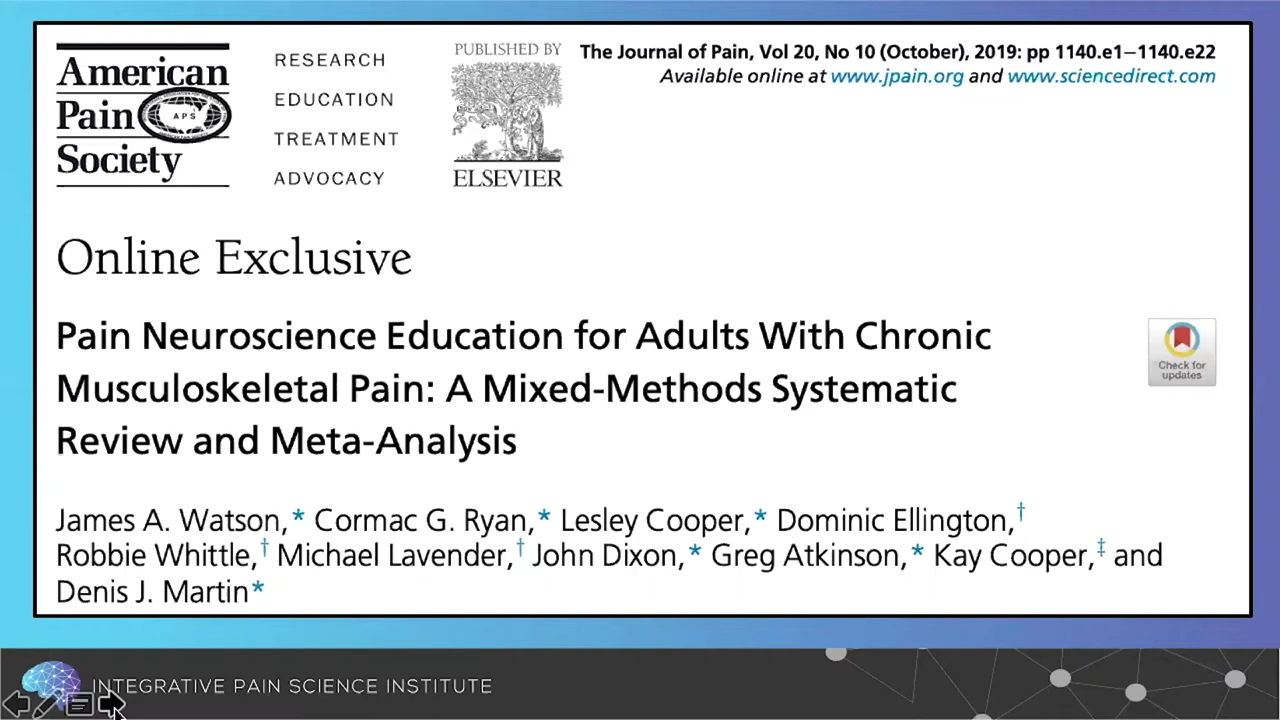 American
Pain
APS
Society
RESEARCH
EDUCATION
TREATMENT
ADVOCACY
PUBLISHED BY
ELSEVIER
The Journal of Pain, Vol 20, No 10 (October), 2019: pp 1140.e1−1140.e22
Available online at www.jpain.org and www.sciencedirect.com
Online Exclusive
Pain Neuroscience Education for Adults With Chronic
Musculoskeletal Pain: A Mixed-Methods Systematic
Review and Meta-Analysis
Check for
updates
James A. Watson,* Cormac G. Ryan,* Lesley Cooper,* Dominic Ellington,†
Robbie Whittle,† Michael Lavender,† John Dixon,* Greg Atkinson,* Kay Cooper,‡ and
Denis J. Martin*
INTEGRATIVE PAIN SCIENCE INSTITUTE